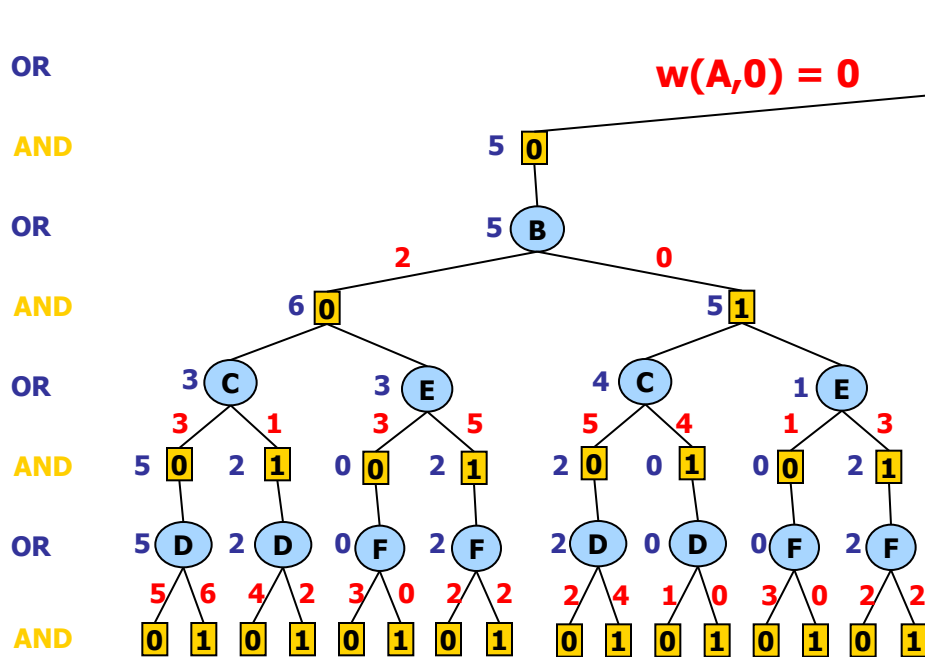 OR
w(A,0) = 0
AND 5 0
OR 5 B
2 0
AND 6 0 5 1
OR 3 C 3 E 4 C 1 E
3 1 3 5 5 4 1 3
AND 5 0 2 1 0 0 2 1 2 0 0 1 0 0 2 1
OR 5 D 2 D 0 F 2 F 2 D 0 D 0 F 2 F
5 6 4 2 3 0 2 2 2 4 1 0 3 0 2 2
AND 0 1 0 1 0 1 0 1 0 1 0 1 0 1 0 1